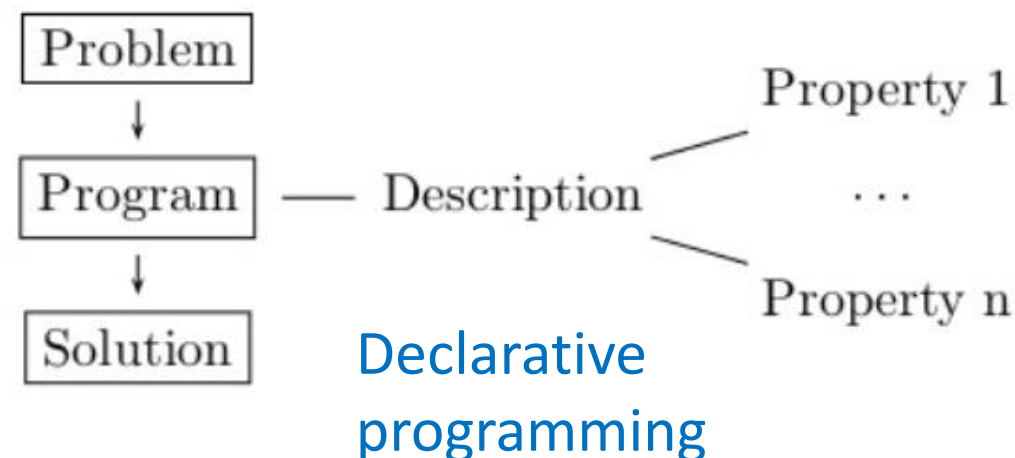 Problem
Property 1
Program
Description
...
Property n
Solution
Declarative
programming